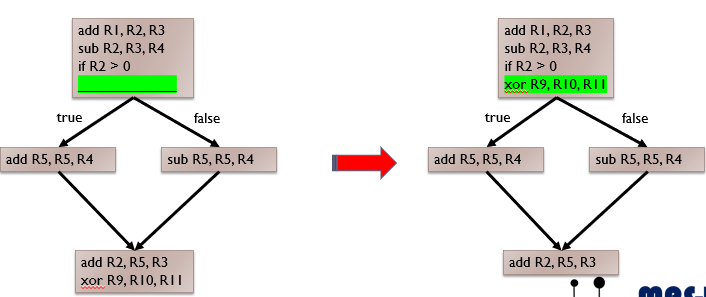 add R1, R2, R3
sub R2, R3, R4
if R2 > 0
true
false
add R5, R5, R4
sub R5, R5, R4
add R2, R5, R3
xor R9, R10, R11
add R1, R2, R3
sub R2, R3, R4
if R2 > 0
xor R9, R10, R11
true
false
add R5, R5, R4
sub R5, R5, R4
add R2, R5, R3